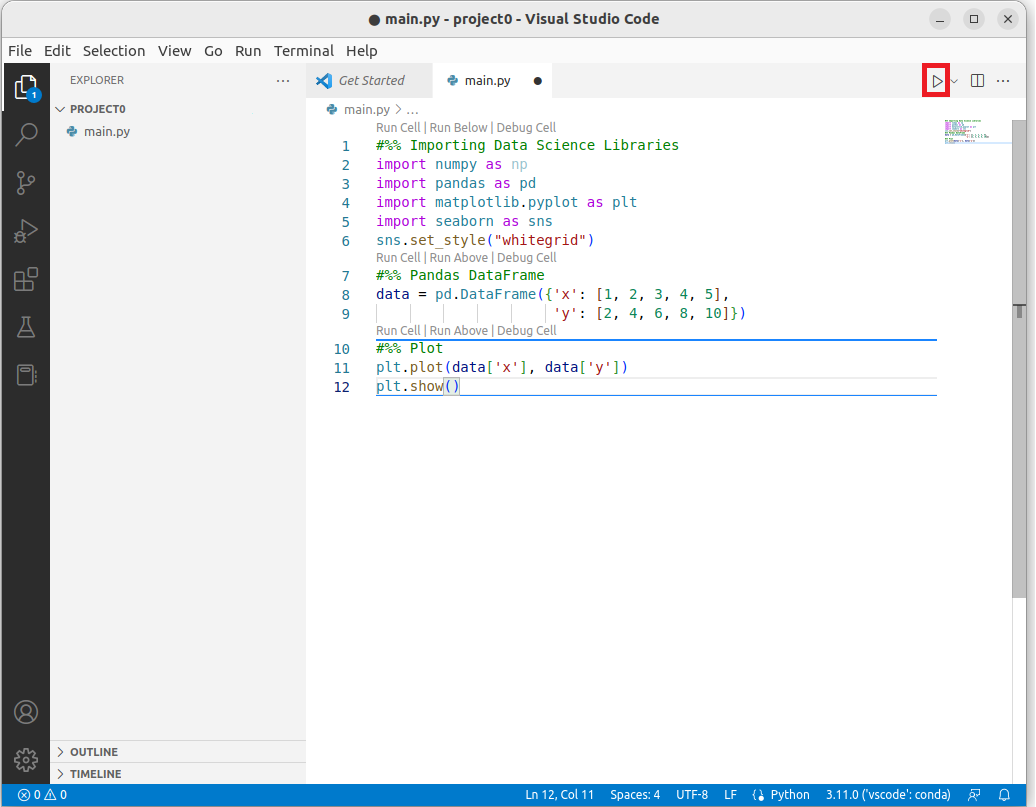 ● main.py - project0 - Visual Studio Code
File Edit Selection View Go Run Terminal Help
EXPLORER ...
PROJECT0
main.py
OUTLINE
TIMELINE
1
Get Started
main.py ●
main.py > ...
Run Cell | Run Below | Debug Cell
1 #%% Importing Data Science Libraries
2 import numpy as np
3 import pandas as pd
4 import matplotlib.pyplot as plt
5 import seaborn as sns
6 sns.set_style("whitegrid")
Run Cell | Run Above | Debug Cell
7 #%% Pandas DataFrame
8 data = pd.DataFrame({'x': [1, 2, 3, 4, 5],
9 'y': [2, 4, 6, 8, 10]})
Run Cell | Run Above | Debug Cell
10 #%% Plot
11 plt.plot(data['x'], data['y'])
12 plt.show()
0 0 Ln 12, Col 11 Spaces: 4 UTF-8 LF Python 3.11.0 ('vscode': conda)